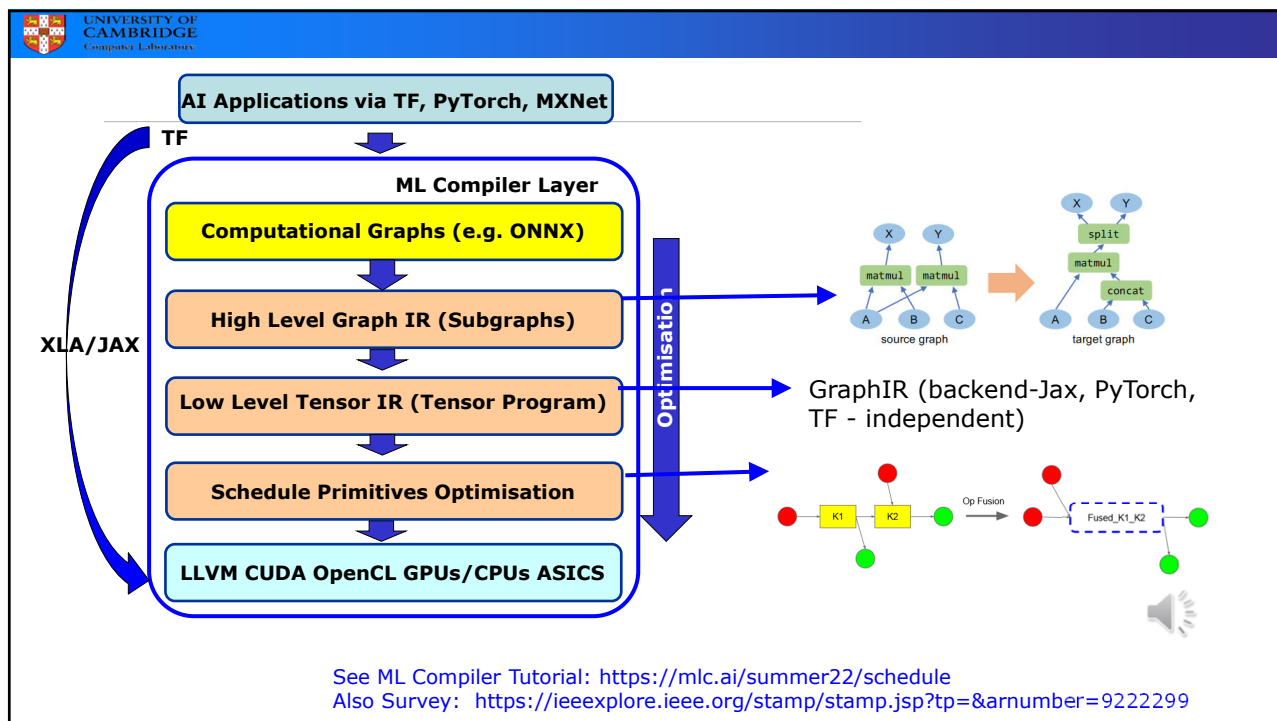 UNIVERSITY OF
CAMBRIDGE
Computer Laboratory
AI Applications via TF, PyTorch, MXNet
TF
ML Compiler Layer
Computational Graphs (e.g. ONNX)
High Level Graph IR (Subgraphs)
XLA/JAX
Low Level Tensor IR (Tensor Program)
Schedule Primitives Optimisation
LLVM CUDA OpenCL GPUs/CPUs ASICS
Optimisation
X Y
matmul matmul
A B C
source graph
X Y
split
matmul
concat
A B C
target graph
GraphIR (backend-Jax, PyTorch,
TF - independent)
K1 K2
Op Fusion
Fused_K1_K2
See ML Compiler Tutorial: https://mlc.ai/summer22/schedule
Also Survey: https://ieeexplore.ieee.org/stamp/stamp.jsp?tp=&arnumber=9222299